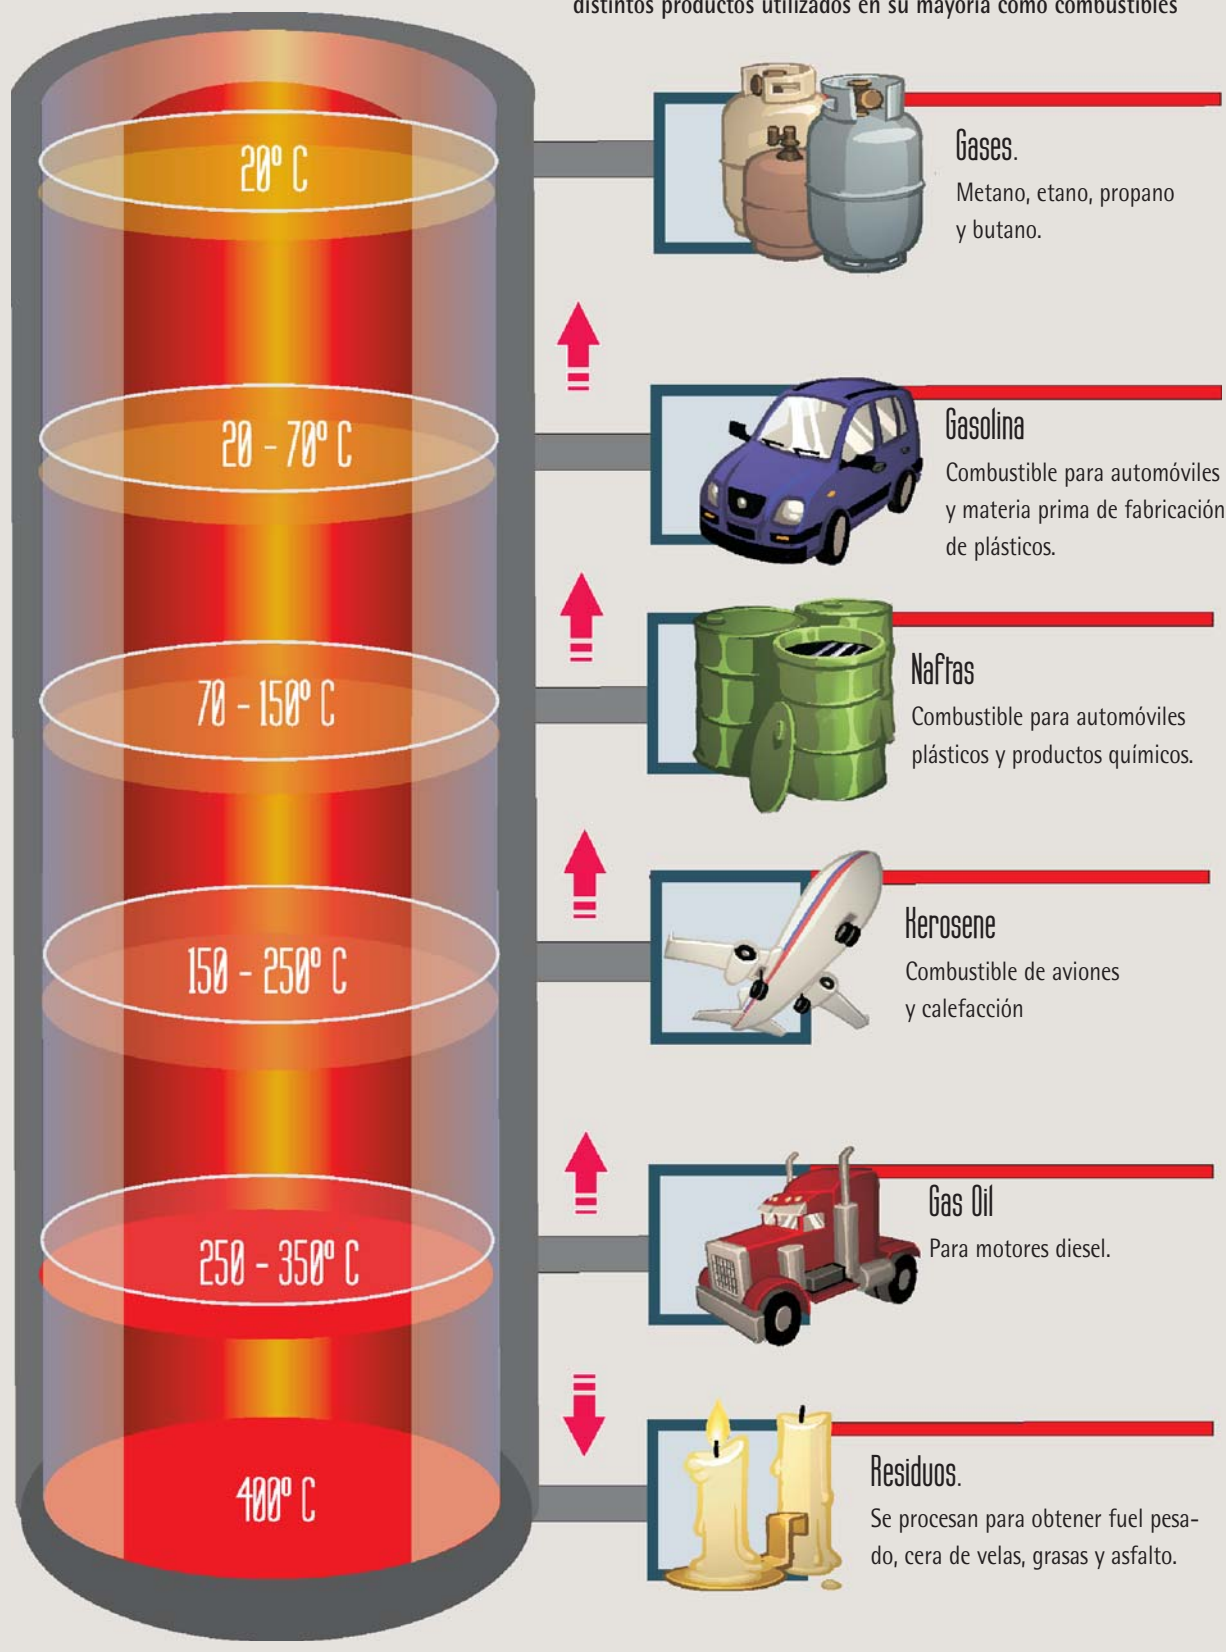 distintos productos utilizados en su mayoría como combustibles
20º C
Gases.
Metano, etano, propano
y butano.
20 - 70º C
Gasolina
Combustible para automóviles
y materia prima de fabricación
de plásticos.
70 - 150º C
Naftas
Combustible para automóviles
plásticos y productos químicos.
150 - 250º C
Kerosene
Combustible de aviones
y calefacción
250 - 350º C
Gas Oil
Para motores diesel.
400º C
Residuos.
Se procesan para obtener fuel pesa-
do, cera de velas, grasas y asfalto.